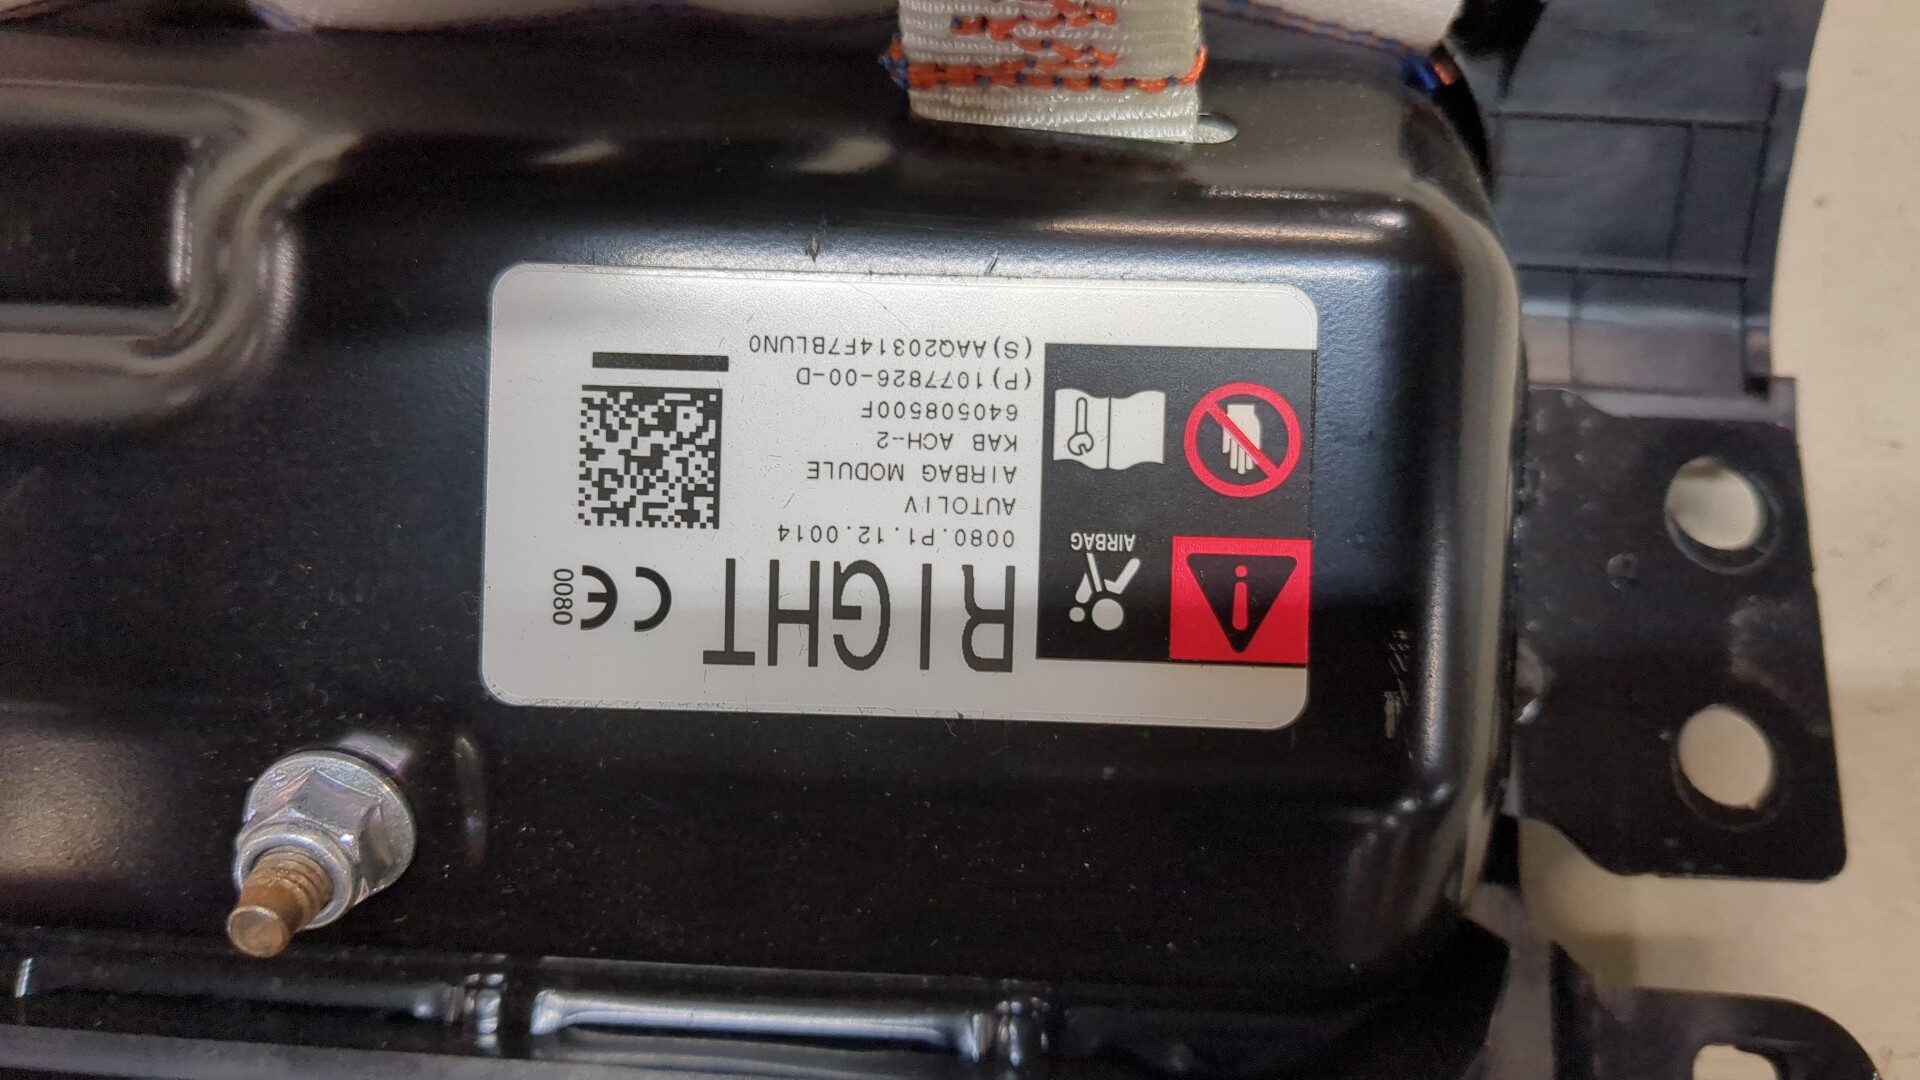 AIRBAG
RIGHT
CE
0080
0080.P1.12.0014
AUTOLIV
AIRBAG MODULE
KAB ACH-2
640508500F
(P)1077826-00-D
(S)AAQ20314F7BLUN0